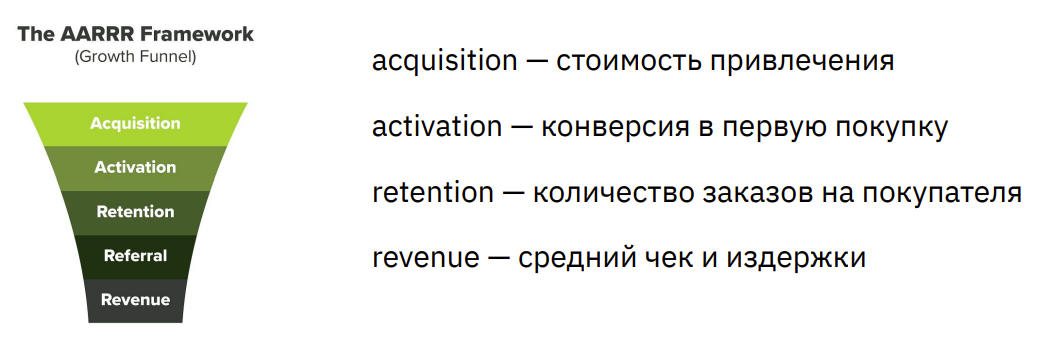 The AARRR Framework
(Growth Funnel)
Acquisition
Activation
Retention
Referral
Revenue
acquisition — стоимость привлечения
activation — конверсия в первую покупку
retention — количество заказов на покупателя
revenue — средний чек и издержки